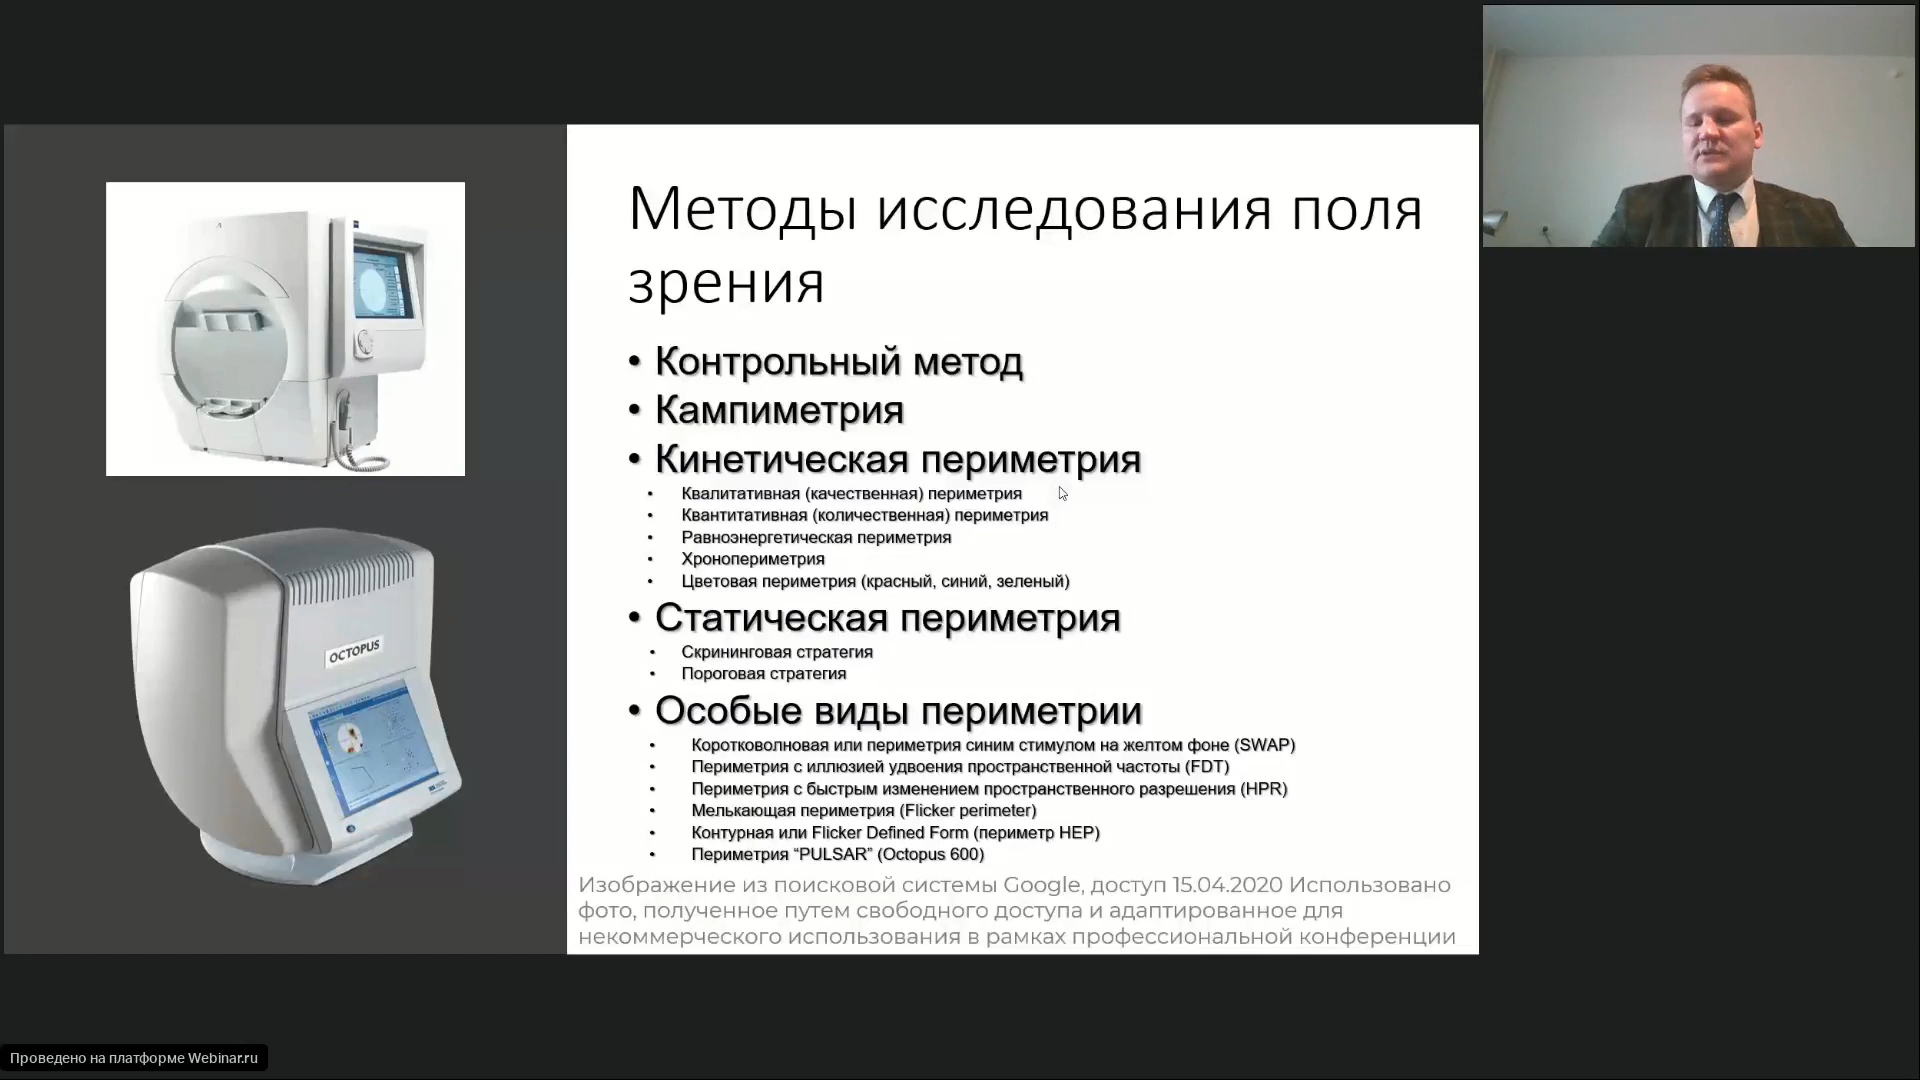 Методы исследования поля
зрения
• Контрольный метод
• Кампиметрия
• Кинетическая периметрия
• Квалитативная (качественная) периметрия
• Квантитативная (количественная) периметрия
• Равноэнергетическая периметрия
• Хронопериметрия
• Цветовая периметрия (красный, синий, зеленый)
• Статическая периметрия
• Скрининговая стратегия
• Пороговая стратегия
• Особые виды периметрии
• Коротковолновая или периметрия синим стимулом на желтом фоне (SWAP)
• Периметрия с иллюзией удвоения пространственной частоты (FDT)
• Периметрия с быстрым изменением пространственного разрешения (HPR)
• Мелькающая периметрия (Flicker perimeter)
• Контурная или Flicker Defined Form (периметр HEP)
• Периметрия “PULSAR” (Octopus 600)
Изображение из поисковой системы Google, доступ 15.04.2020 Использовано
фото, полученное путем свободного доступа и адаптированное для
некоммерческого использования в рамках профессиональной конференции
OCTOPUS
Проведено на платформе Webinar.ru